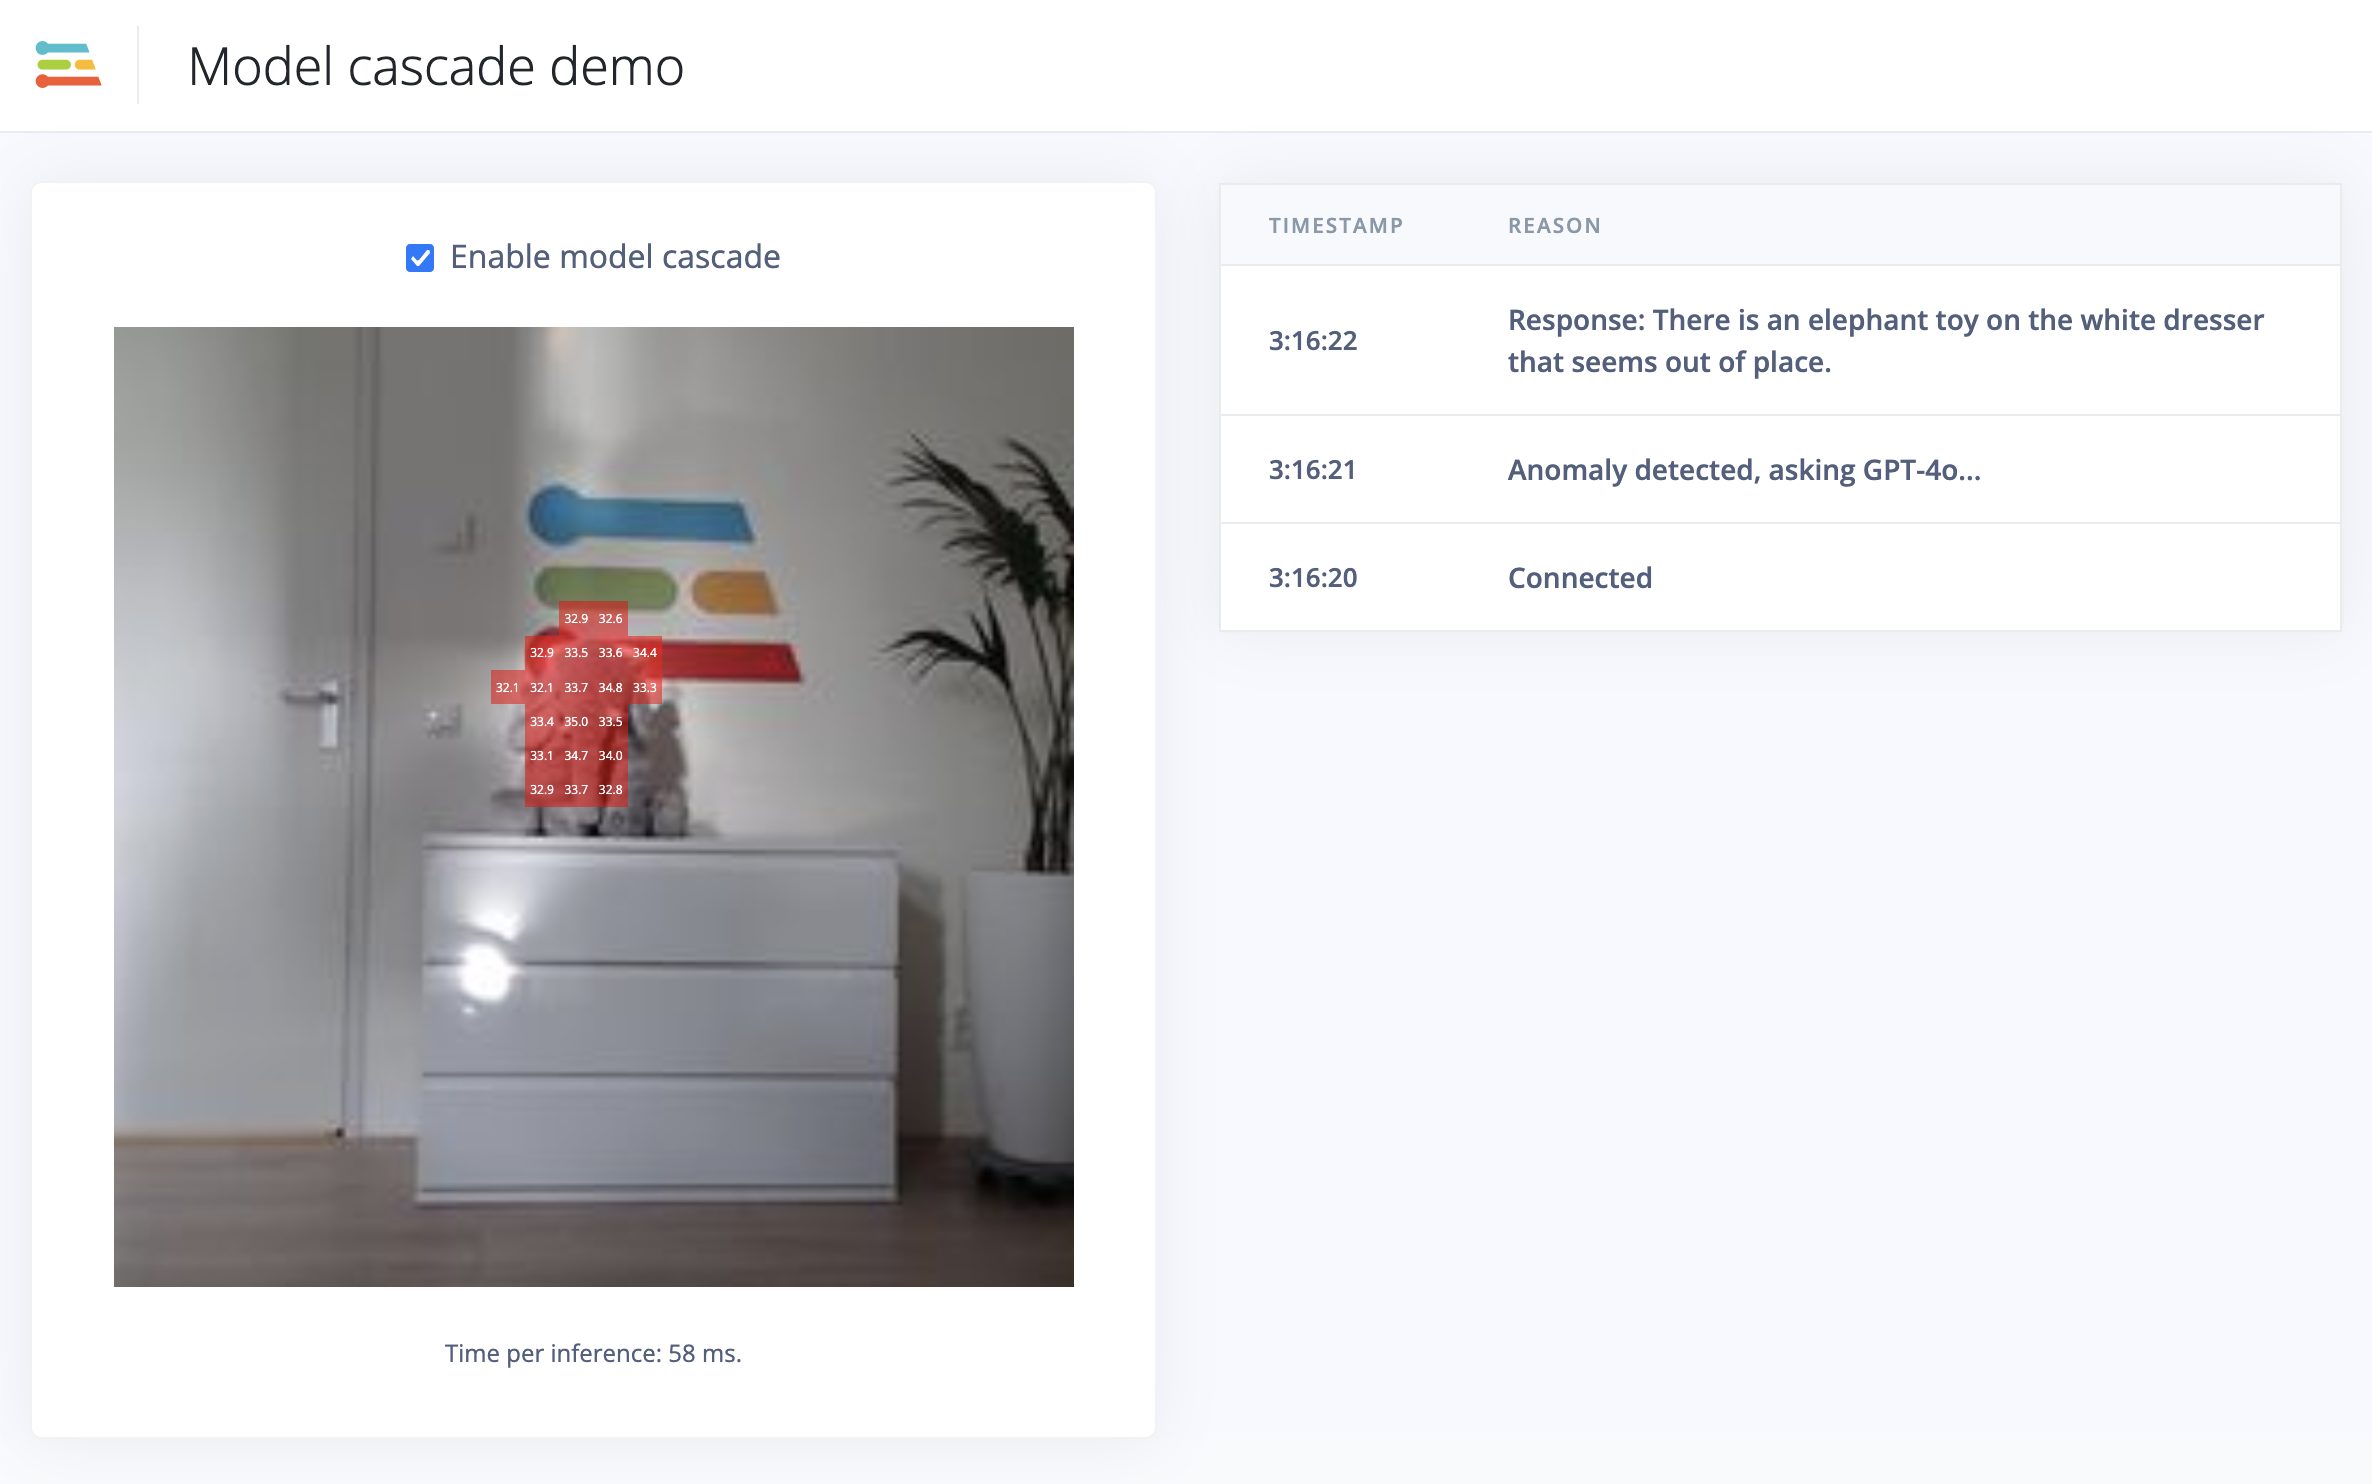 Model cascade demo
Enable model cascade
32.9 32.6
32.9 33.5 33.6 34.4
32.1 32.1 33.7 34.8 33.3
33.4 35.0 33.5
33.1 34.7 34.0
32.9 33.7 32.8
Time per inference: 58 ms.
TIMESTAMP REASON
3:16:22 Response: There is an elephant toy on the white dresser
that seems out of place.
3:16:21 Anomaly detected, asking GPT-4o...
3:16:20 Connected